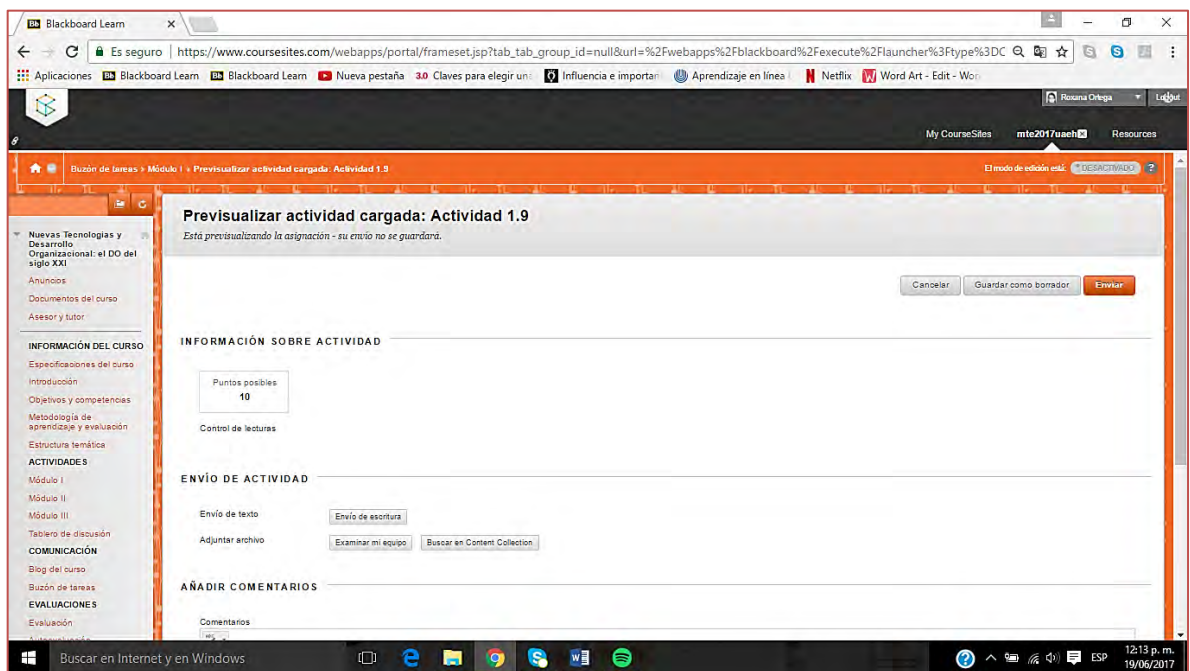 Bb Blackboard Learn
Es seguro | https://www.coursesites.com/webapps/portal/frameset.jsp?tab_tab_group_id=null&url=%2Fwebapps%2Fblackboard%2Fexecute%2Flauncher%3Ftype%3DC
Aplicaciones Bb Blackboard Learn Bb Blackboard Learn Nueva pestaña 3.0 Claves para elegir un Influencia e importan Aprendizaje en línea Netflix Word Art - Edit - Wor
Roxana Ortega Logout
My CourseSites mte2017uaeh Resources
Buzón de tareas > Módulo I > Previsualizar actividad cargada: Actividad 1.9 El modo de edición está: DESACTIVADO ?
Previsualizar actividad cargada: Actividad 1.9
Está previsualizando la asignación - su envío no se guardará.
Nuevas Tecnologías y
Desarrollo
Organizacional: el DO del
siglo XXI
Anuncios
Documentos del curso
Asesor y tutor
INFORMACIÓN DEL CURSO
Especificaciones del curso
Introducción
Objetivos y competencias
Metodología de
aprendizaje y evaluación
Estructura temática
ACTIVIDADES
Módulo I
Módulo II
Módulo III
Tablero de discusión
COMUNICACIÓN
Blog del curso
Buzón de tareas
EVALUACIONES
Evaluación
Cancelar Guardar como borrador Enviar
INFORMACIÓN SOBRE ACTIVIDAD
Puntos posibles
10
Control de lecturas
ENVÍO DE ACTIVIDAD
Envío de texto Envío de escritura
Adjuntar archivo Examinar mi equipo Buscar en Content Collection
AÑADIR COMENTARIOS
Comentarios
Buscar en Internet y en Windows
ESP
12:13 p. m.
19/06/2017